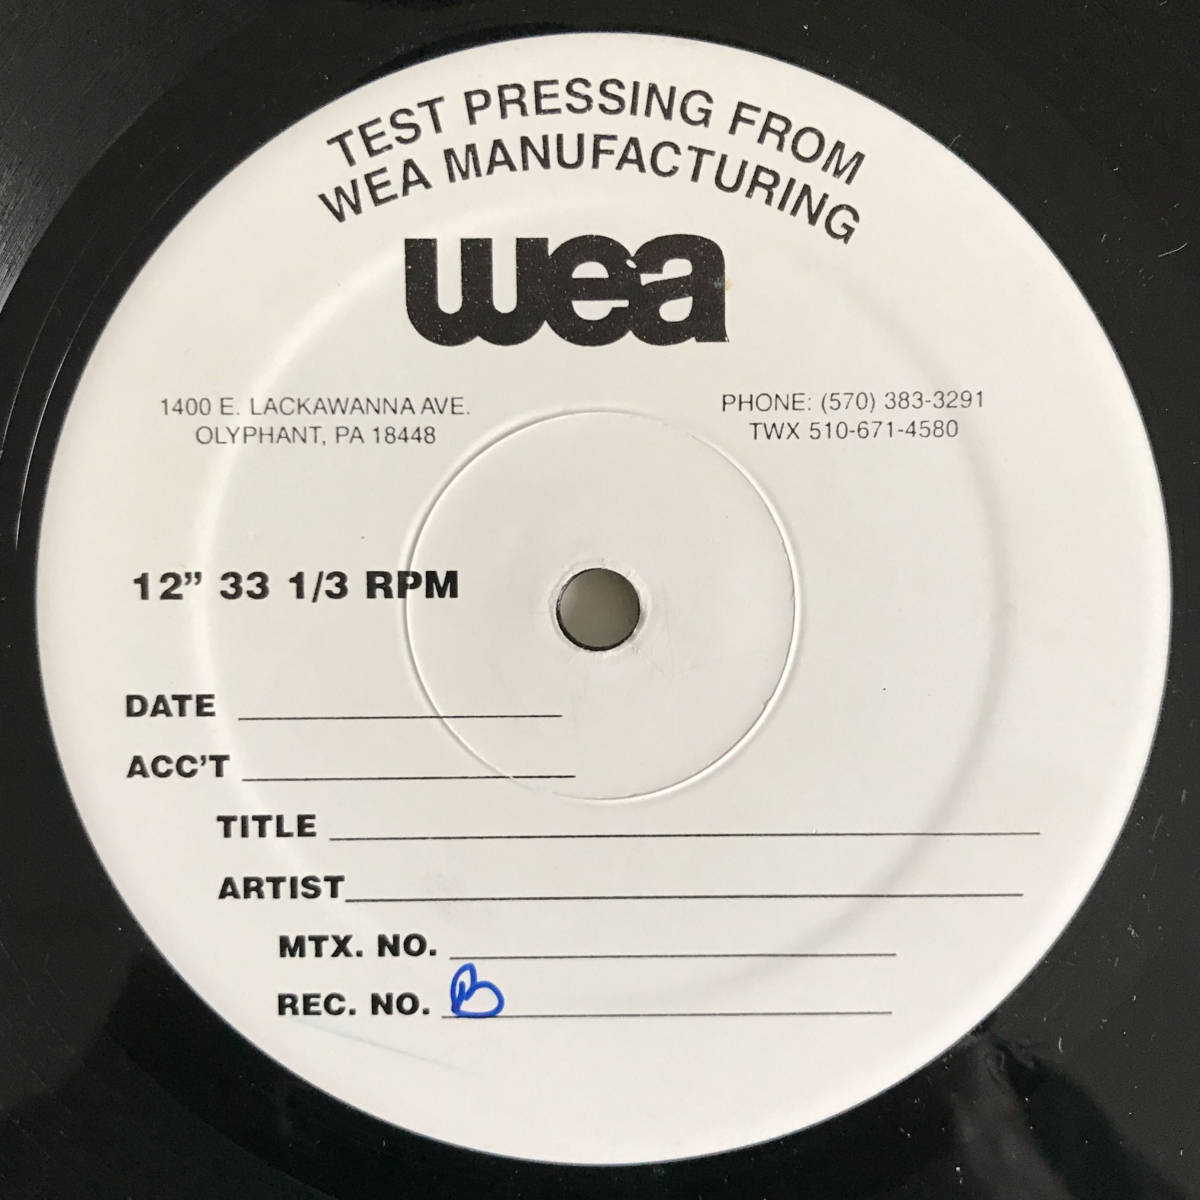 TEST PRESSING FROM
WEA MANUFACTURING
wea
1400 E. LACKAWANNA AVE.
OLYPHANT, PA 18448
PHONE: (570) 383-3291
TWX 510-671-4580
12” 33 1/3 RPM
DATE
ACC'T
TITLE
ARTIST
MTX. NO.
REC. NO. B